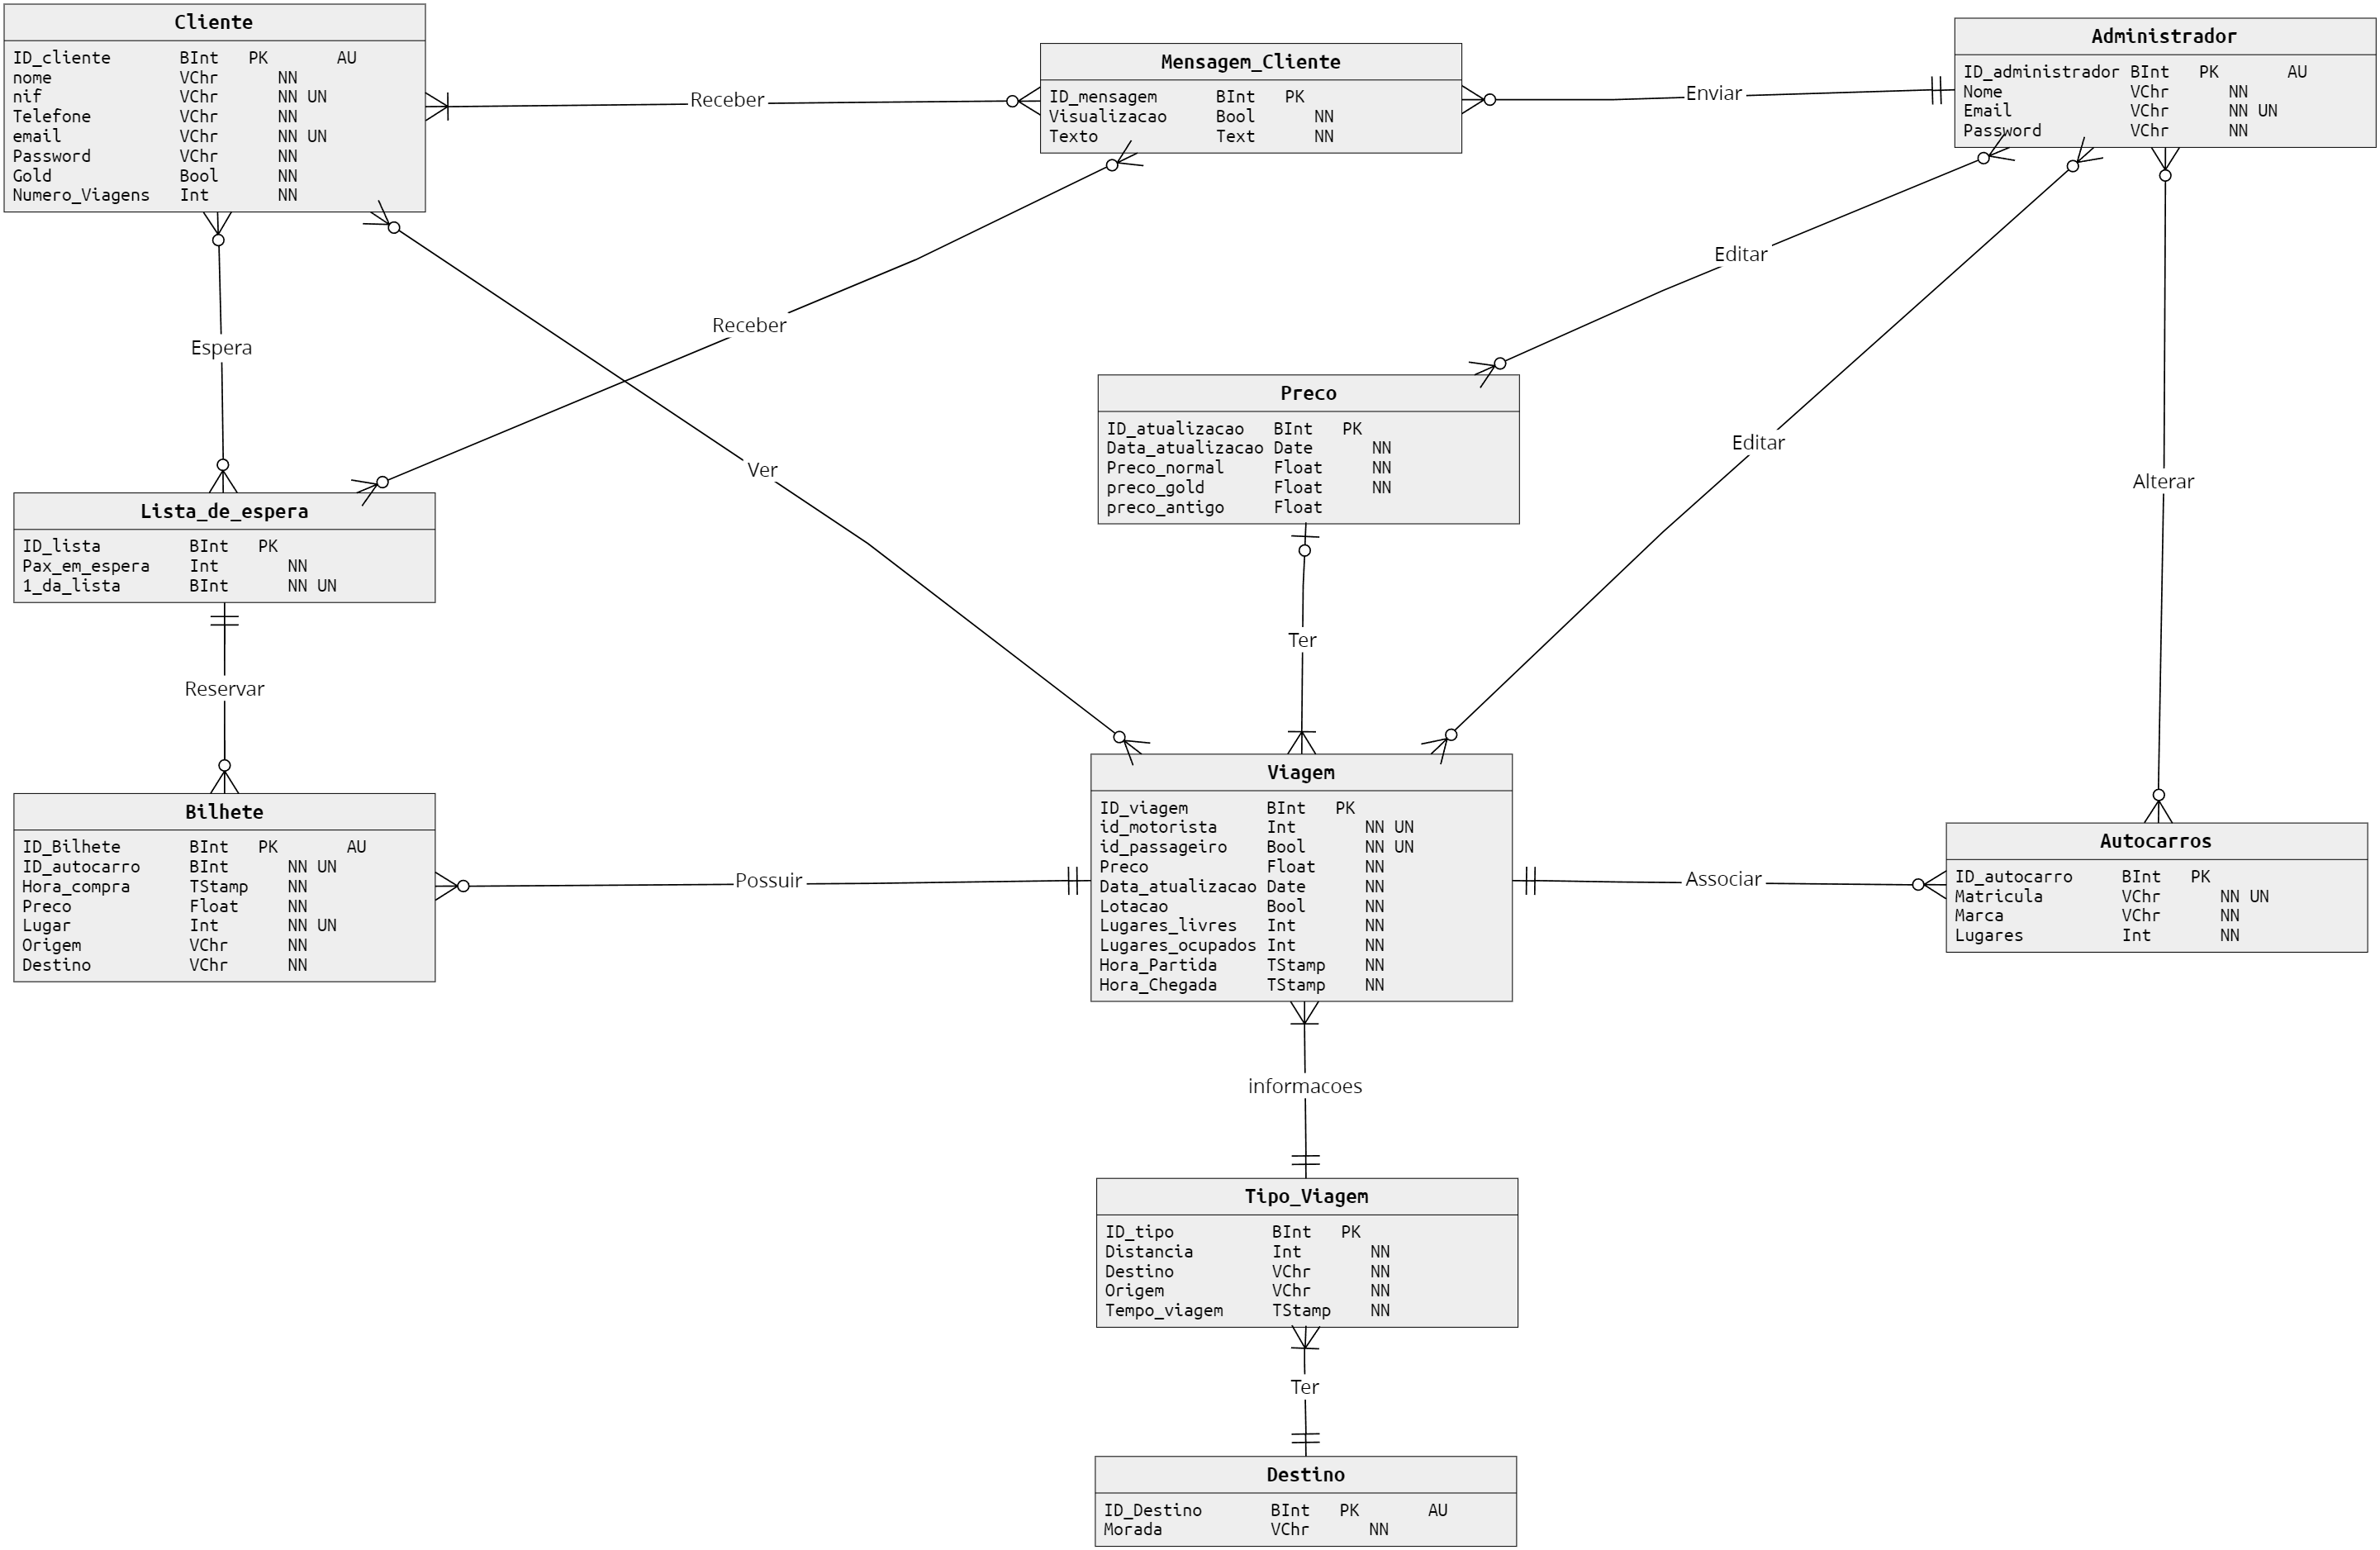 Cliente
ID_cliente BInt PK AU
nome VChr NN
nif VChr NN UN
Telefone VChr NN
email VChr NN UN
Password VChr NN
Gold Bool NN
Numero_Viagens Int NN
Receber
Mensagem_Cliente
ID_mensagem BInt PK
Visualizacao Bool NN
Texto Text NN
Enviar
Administrador
ID_administrador BInt PK AU
Nome VChr NN
Email VChr NN UN
Password VChr NN
Editar
Receber
Espera
Preco
ID_atualizacao BInt PK
Data_atualizacao Date NN
Preco_normal Float NN
preco_gold Float NN
preco_antigo Float
Editar
Ver
Alterar
Lista_de_espera
ID_lista BInt PK
Pax_em_espera Int NN
1_da_lista BInt NN UN
Ter
Reservar
Bilhete
ID_Bilhete BInt PK AU
ID_autocarro BInt NN UN
Hora_compra TStamp NN
Preco Float NN
Lugar Int NN UN
Origem VChr NN
Destino VChr NN
Possuir
Viagem
ID_viagem BInt PK
id_motorista Int NN UN
id_passageiro Bool NN UN
Preco Float NN
Data_atualizacao Date NN
Lotacao Bool NN
Lugares_livres Int NN
Lugares_ocupados Int NN
Hora_Partida TStamp NN
Hora_Chegada TStamp NN
Associar
Autocarros
ID_autocarro BInt PK
Matricula VChr NN UN
Marca VChr NN
Lugares Int NN
informacoes
Tipo_Viagem
ID_tipo BInt PK
Distancia Int NN
Destino VChr NN
Origem VChr NN
Tempo_viagem TStamp NN
Ter
Destino
ID_Destino BInt PK AU
Morada VChr NN